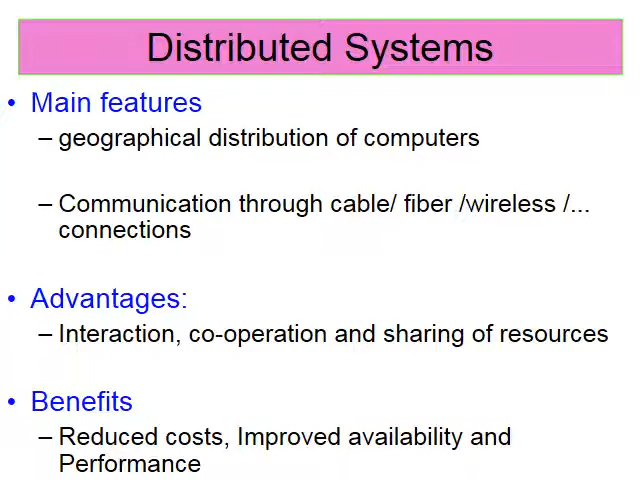 Distributed Systems
• Main features
– geographical distribution of computers
– Communication through cable/ fiber /wireless /...
connections
• Advantages:
– Interaction, co-operation and sharing of resources
• Benefits
– Reduced costs, Improved availability and
Performance